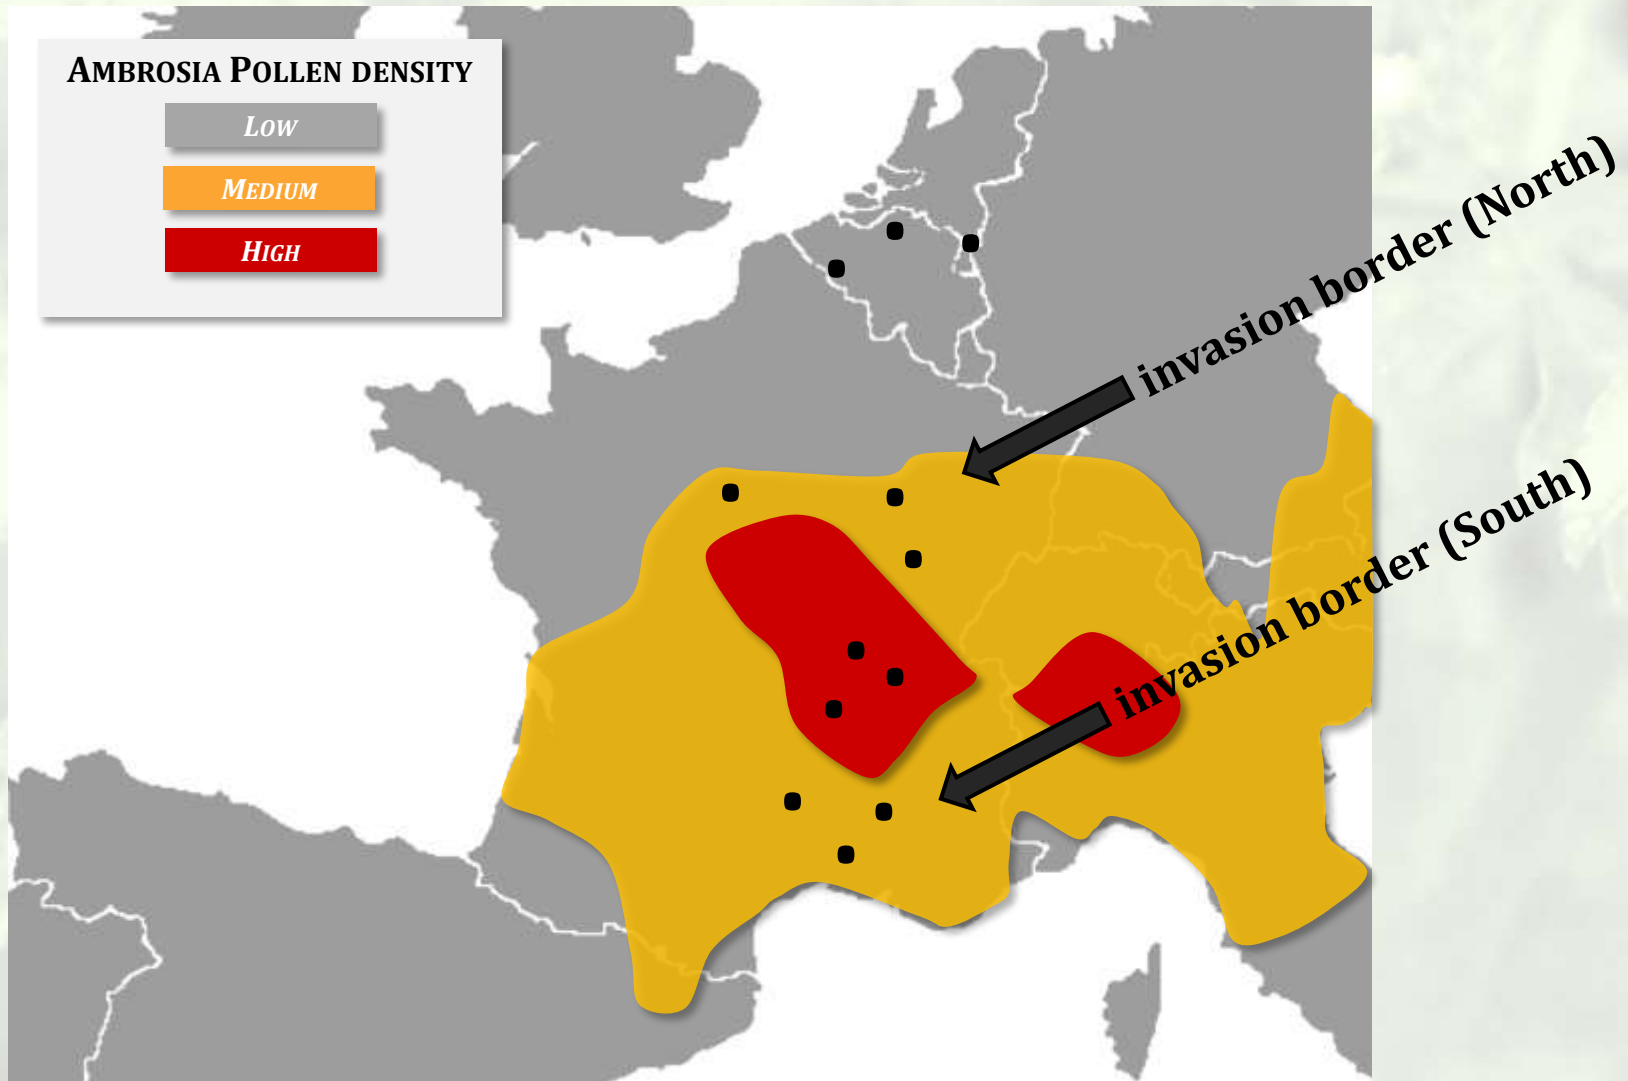 AMBROSIA POLLEN DENSITY
LOW
MEDIUM
HIGH
invasion border (North)
invasion border (South)